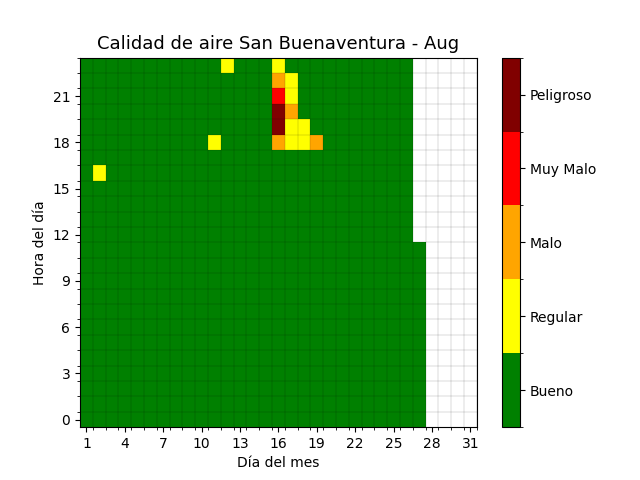 Calidad de aire San Buenaventura - Aug
Hora del día
21
18
15
12
9
6
3
0
1 4 7 10 13 16 19 22 25 28 31
Día del mes
Peligroso
Muy Malo
Malo
Regular
Bueno